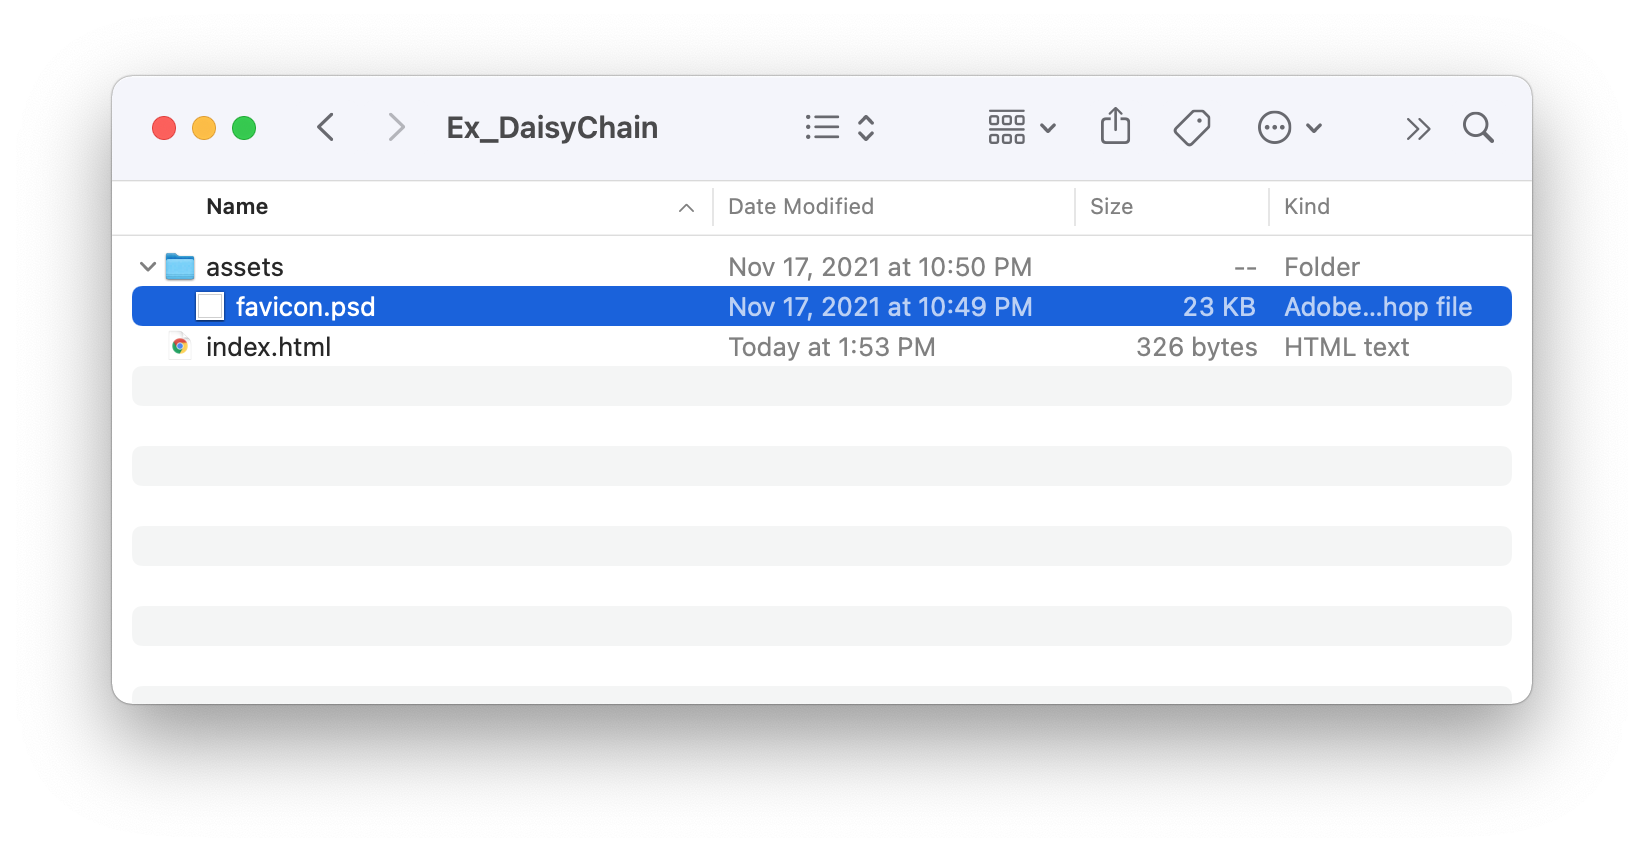 Ex_DaisyChain
Name Date Modified Size Kind
assets Nov 17, 2021 at 10:50 PM -- Folder
favicon.psd Nov 17, 2021 at 10:49 PM 23 KB Adobe...hop file
index.html Today at 1:53 PM 326 bytes HTML text